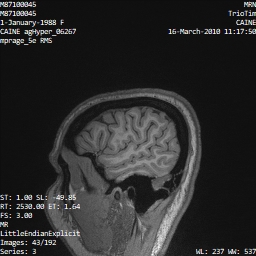 M87100045
M87100045
1-January-1988 F
CAINE agHyper_06267
mprage_5e RMS
MRN
TrioTim
CAINE
16-March-2010 11:17:50
ST: 1.00 SL: -49.85
RT: 2530.00 ET: 1.64
FS: 3.00
MR
LittleEndianExplicit
Images: 43/192
Series: 3
WL: 237 WW: 537